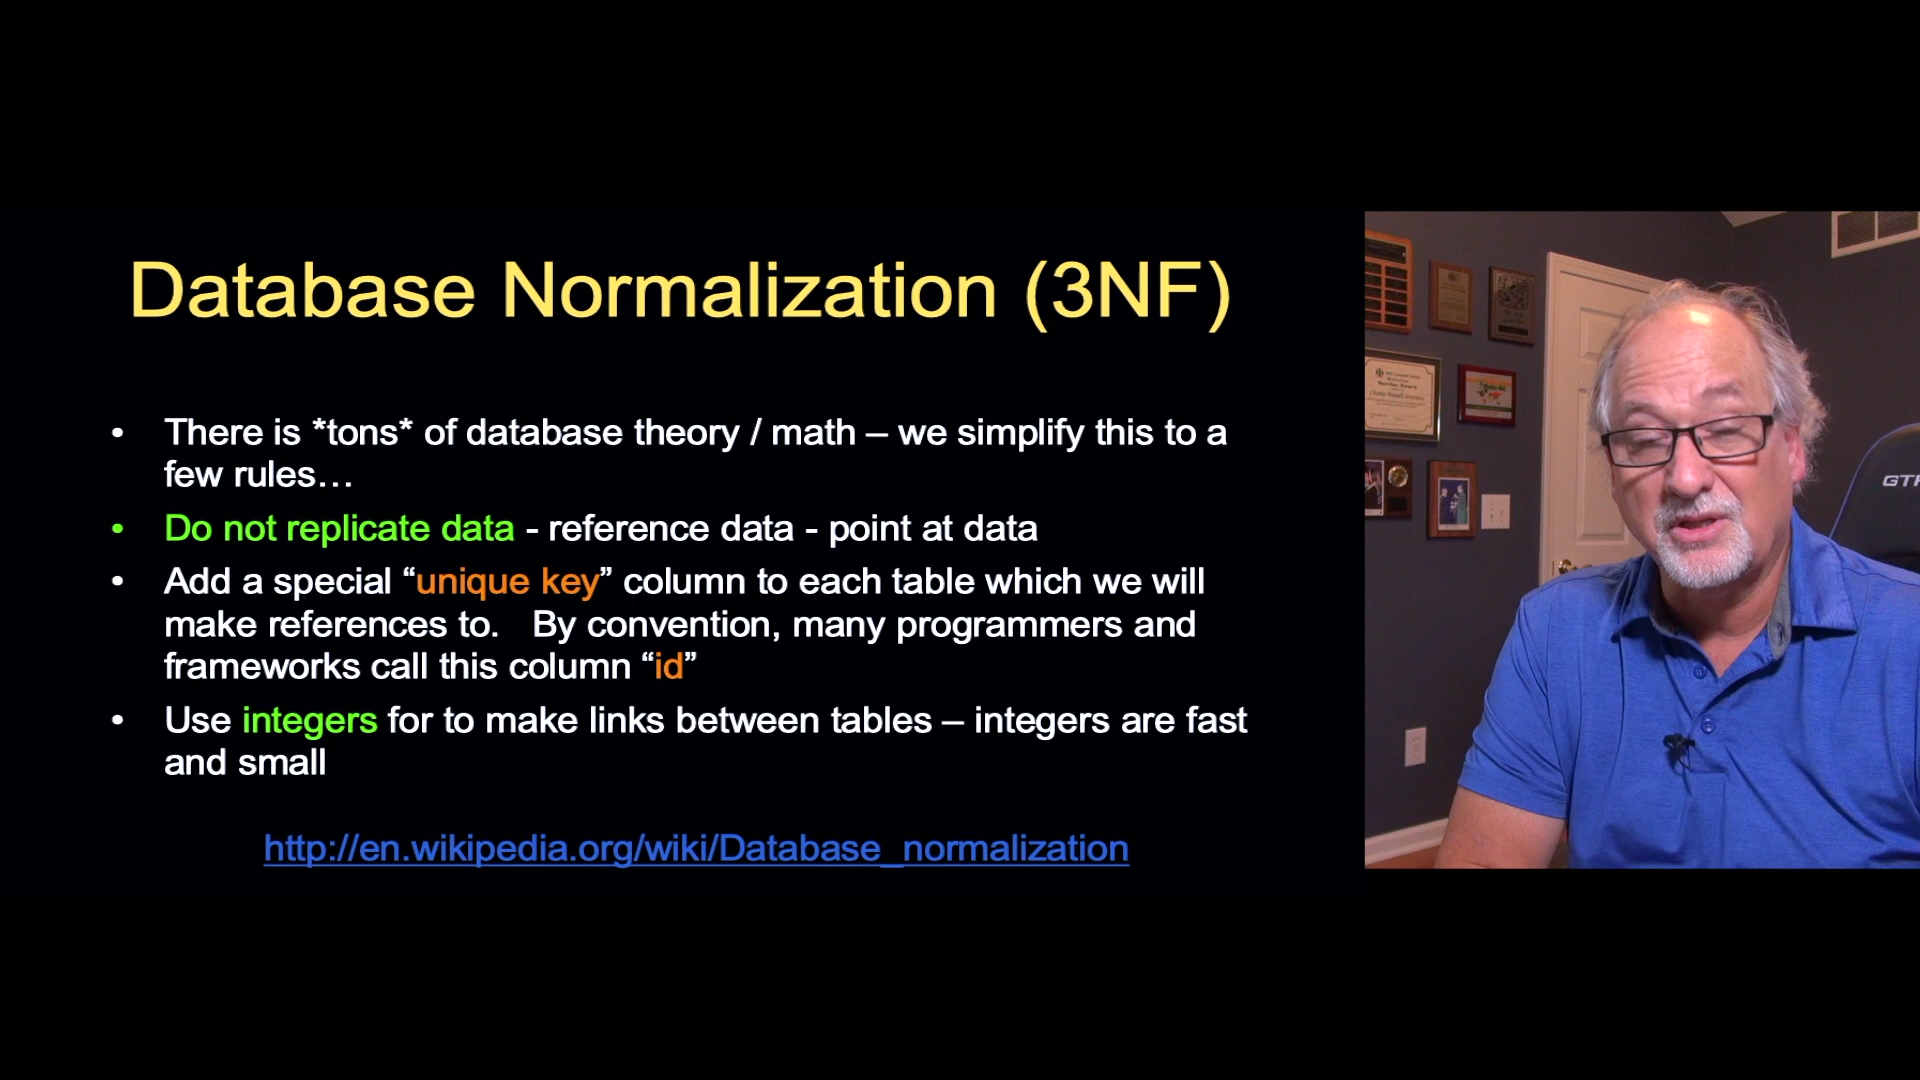 Database Normalization (3NF)
• There is *tons* of database theory / math – we simplify this to a
few rules…
• Do not replicate data - reference data - point at data
• Add a special “unique key” column to each table which we will
make references to.   By convention, many programmers and
frameworks call this column “id”
• Use integers for to make links between tables – integers are fast
and small
http://en.wikipedia.org/wiki/Database_normalization
Service Award
GTR